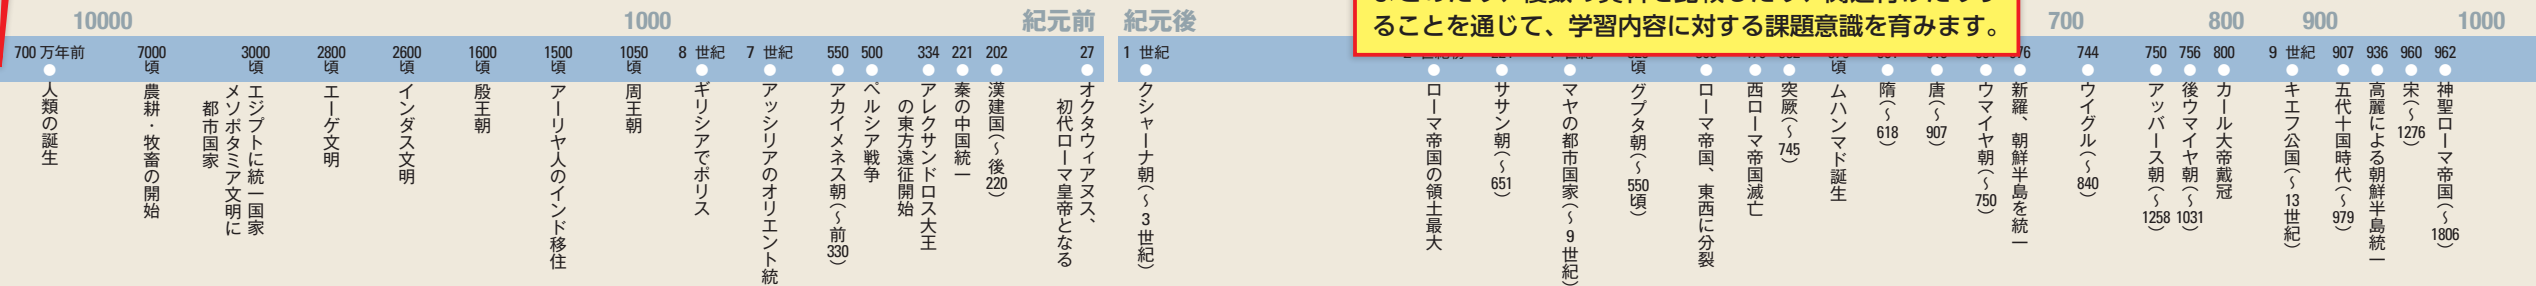 10000
1000
紀元前
紀元後
ることを通じて、学習内容に対する課題意識を育みます。
700
800
900
1000
700 万年前
人類の誕生
7000頃
農耕・牧畜の開始
3000頃
エジプトに統一国家
メソポタミア文明に
都市国家
2800頃
エーゲ文明
2600頃
インダス文明
1600
殷王朝
1500頃
アーリヤ人のインド移住
1050頃
周王朝
8 世紀
ギリシアでポリス
7 世紀
アッシリアのオリエント統
550
アカイメネス朝(〜前330)
500
ペルシア戦争
334
アレクサンドロス大王
の東方遠征開始
221
秦の中国統一
202
漢建国(〜後220)
27
オクタウィアヌス、
初代ローマ皇帝となる
1 世紀
クシャーナ朝(〜3世紀)
ローマ帝国の領土最大
ササン朝(〜651)
マヤの都市国家(〜9世紀)
頃
グプタ朝(〜550頃)
ローマ帝国、東西に分裂
西ローマ帝国滅亡
突厥(〜745)
頃
ムハンマド誕生
隋(〜618)
唐(〜907)
ウマイヤ朝(〜750)
新羅、朝鮮半島を統一
744
ウイグル(〜840)
750
アッバース朝(〜1258)
756
後ウマイヤ朝(〜1031)
800
カール大帝戴冠
9 世紀
キエフ公国(〜13世紀)
907
五代十国時代(〜979)
936
高麗による朝鮮半島統一
960
宋(〜1276)
962
神聖ローマ帝国(〜1806)